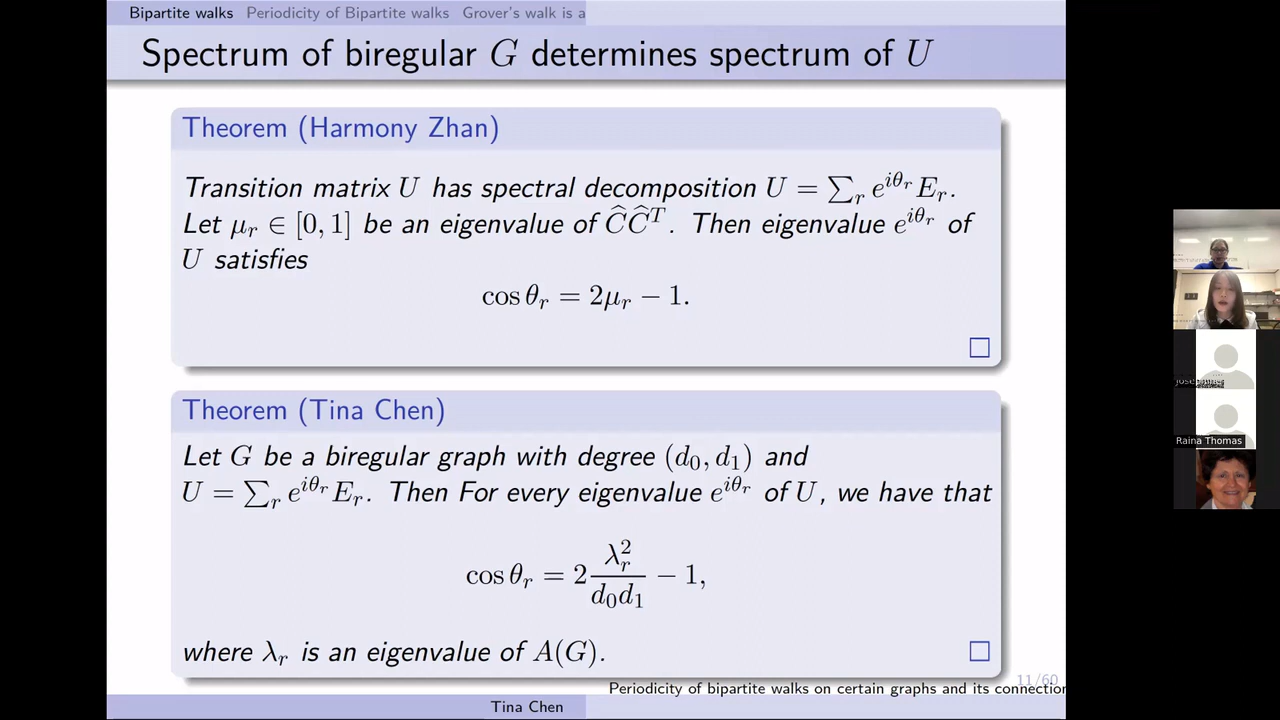 Bipartite walks Periodicity of Bipartite walks Grover's walk is a
Spectrum of biregular G determines spectrum of U
Theorem (Harmony Zhan)
Transition matrix U has spectral decomposition U = ∑_r e^{iθ_r} E_r.
Let μ_r ∈ [0, 1] be an eigenvalue of ĈĈ^T. Then eigenvalue e^{iθ_r} of
U satisfies
cos θ_r = 2μ_r − 1.
Theorem (Tina Chen)
Let G be a biregular graph with degree (d_0, d_1) and
U = ∑_r e^{iθ_r} E_r. Then For every eigenvalue e^{iθ_r} of U, we have that
cos θ_r = 2 λ_r^2 / d_0 d_1 − 1,
where λ_r is an eigenvalue of A(G).
11/60
Periodicity of bipartite walks on certain graphs and its connection
Tina Chen
Raina Thomas